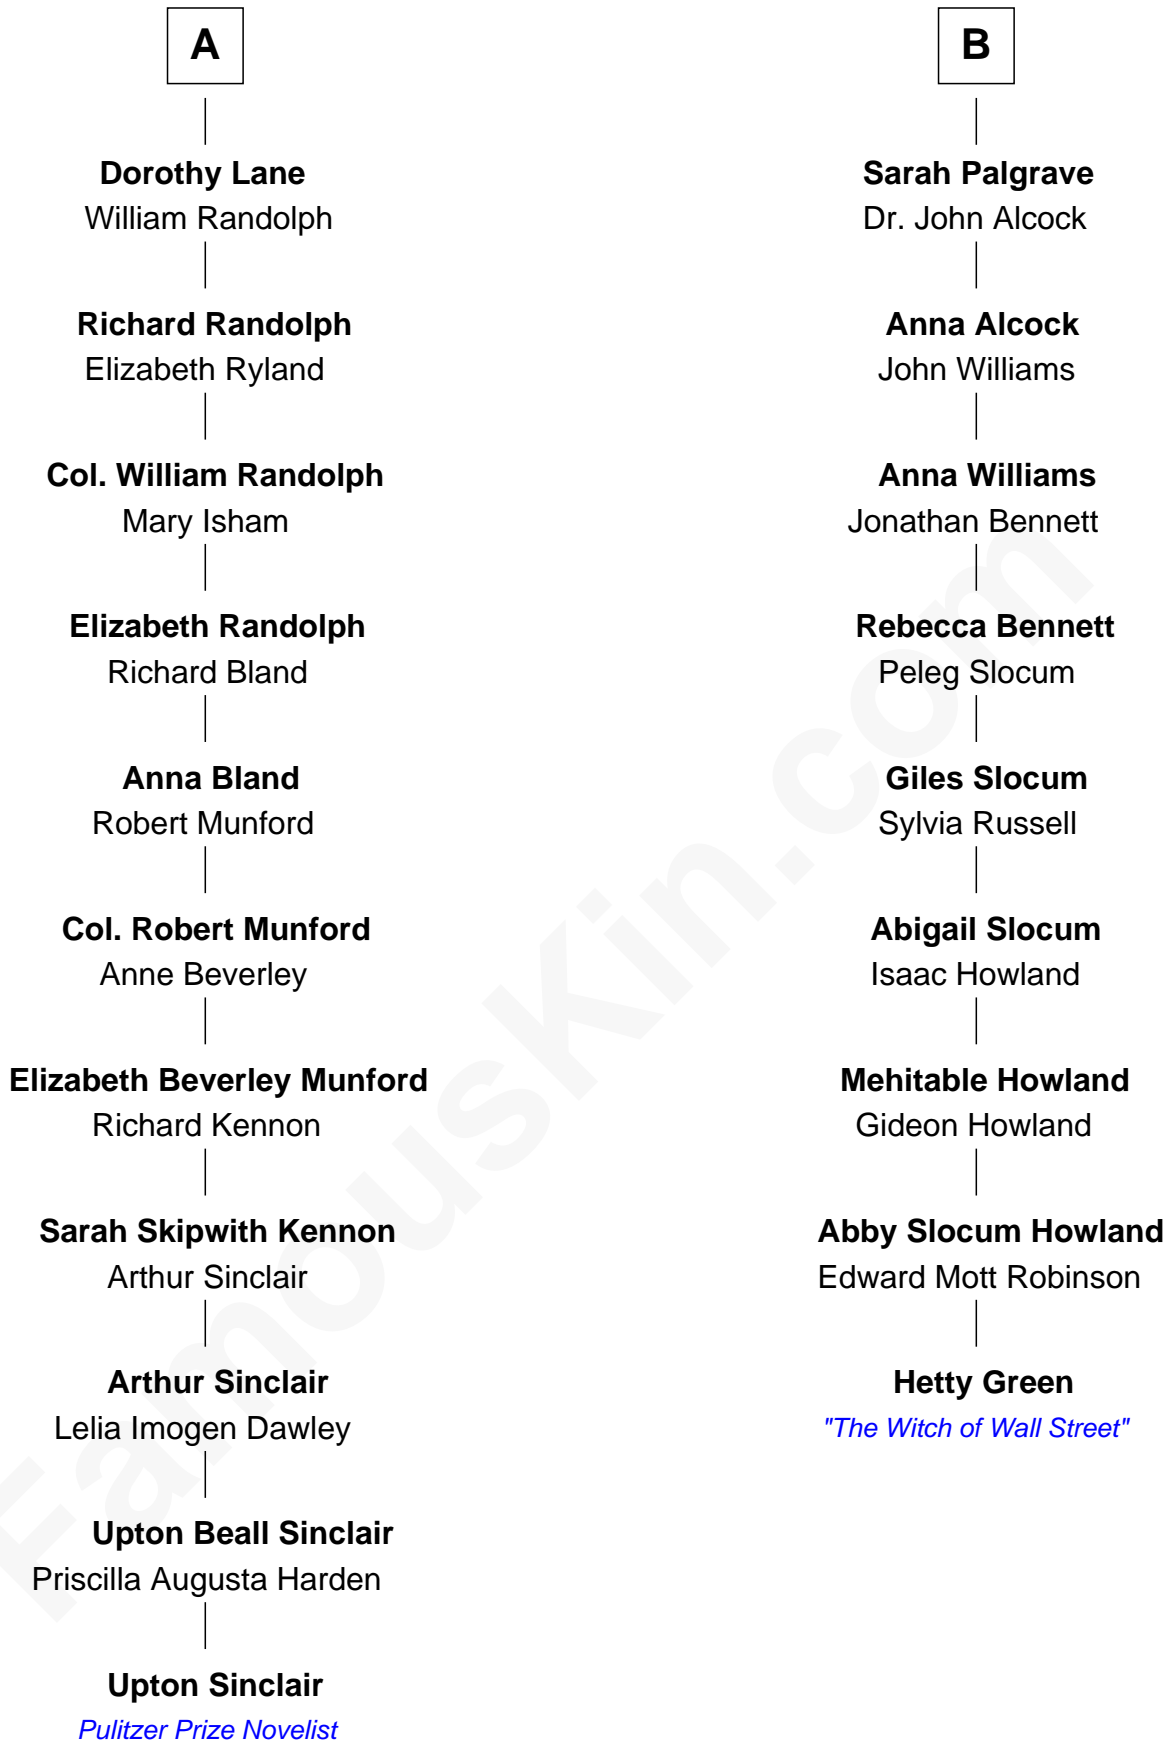 A
Dorothy Lane
William Randolph
Richard Randolph
Elizabeth Ryland
Col. William Randolph
Mary Isham
Elizabeth Randolph
Richard Bland
Anna Bland
Robert Munford
Col. Robert Munford
Anne Beverley
Elizabeth Beverley Munford
Richard Kennon
Sarah Skipwith Kennon
Arthur Sinclair
Arthur Sinclair
Lelia Imogen Dawley
Upton Beall Sinclair
Priscilla Augusta Harden
Upton Sinclair
Pulitzer Prize Novelist
B
Sarah Palgrave
Dr. John Alcock
Anna Alcock
John Williams
Anna Williams
Jonathan Bennett
Rebecca Bennett
Peleg Slocum
Giles Slocum
Sylvia Russell
Abigail Slocum
Isaac Howland
Mehitable Howland
Gideon Howland
Abby Slocum Howland
Edward Mott Robinson
Hetty Green
"The Witch of Wall Street"
FamousKin.com